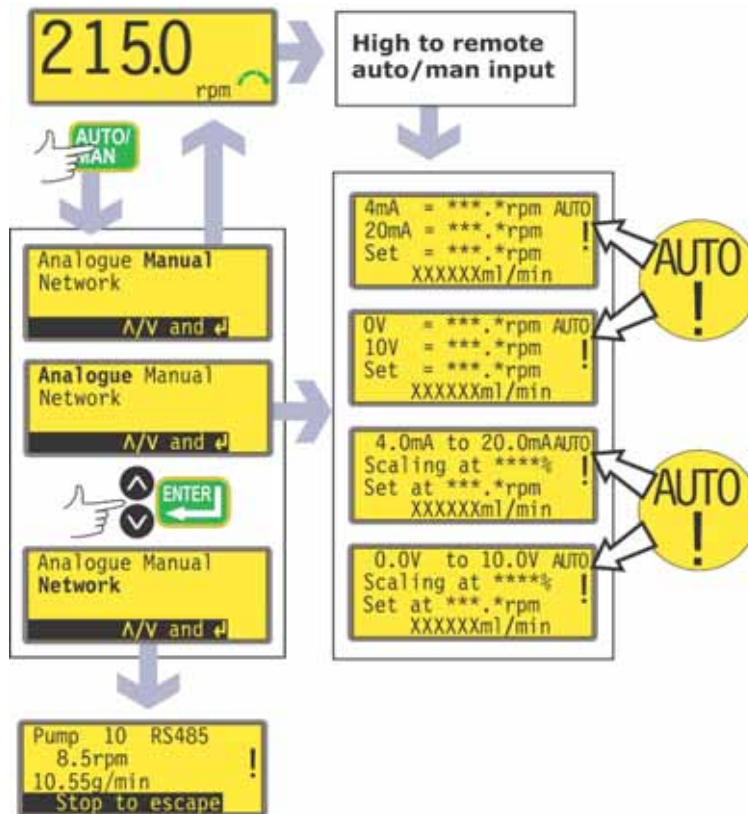 215.0
rpm
High to remote
auto/man input
AUTO/
MAN
Analogue Manual
Network
∧/∨ and ↲
Analogue Manual
Network
∧/∨ and ↲
ENTER
Analogue Manual
Network
∧/∨ and ↲
Pump 10 RS485
8.5rpm
!
10.55g/min
Stop to escape
4mA = ***.*rpm AUTO
20mA = ***.*rpm !
Set = ***.*rpm
XXXXXXml/min
0V = ***.*rpm AUTO
10V = ***.*rpm !
Set = ***.*rpm
XXXXXXml/min
AUTO
!
4.0mA to 20.0mA AUTO
Scaling at ****% !
Set at ***.*rpm
XXXXXXml/min
0.0V to 10.0V AUTO
Scaling at ****% !
Set at ***.*rpm
XXXXXXml/min
AUTO
!